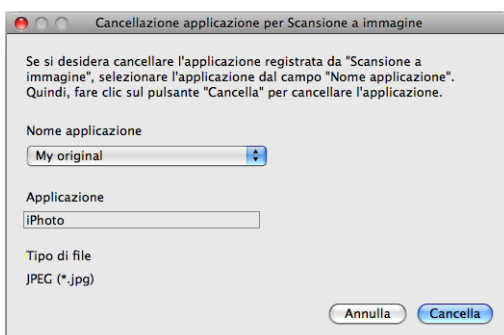 Cancellazione applicazione per Scansione a immagine
Se si desidera cancellare l'applicazione registrata da "Scansione a
immagine", selezionare l'applicazione dal campo "Nome applicazione".
Quindi, fare clic sul pulsante "Cancella" per cancellare l'applicazione.
Nome applicazione
My original
Applicazione
iPhoto
Tipo di file
JPEG (*.jpg)
Annulla Cancella